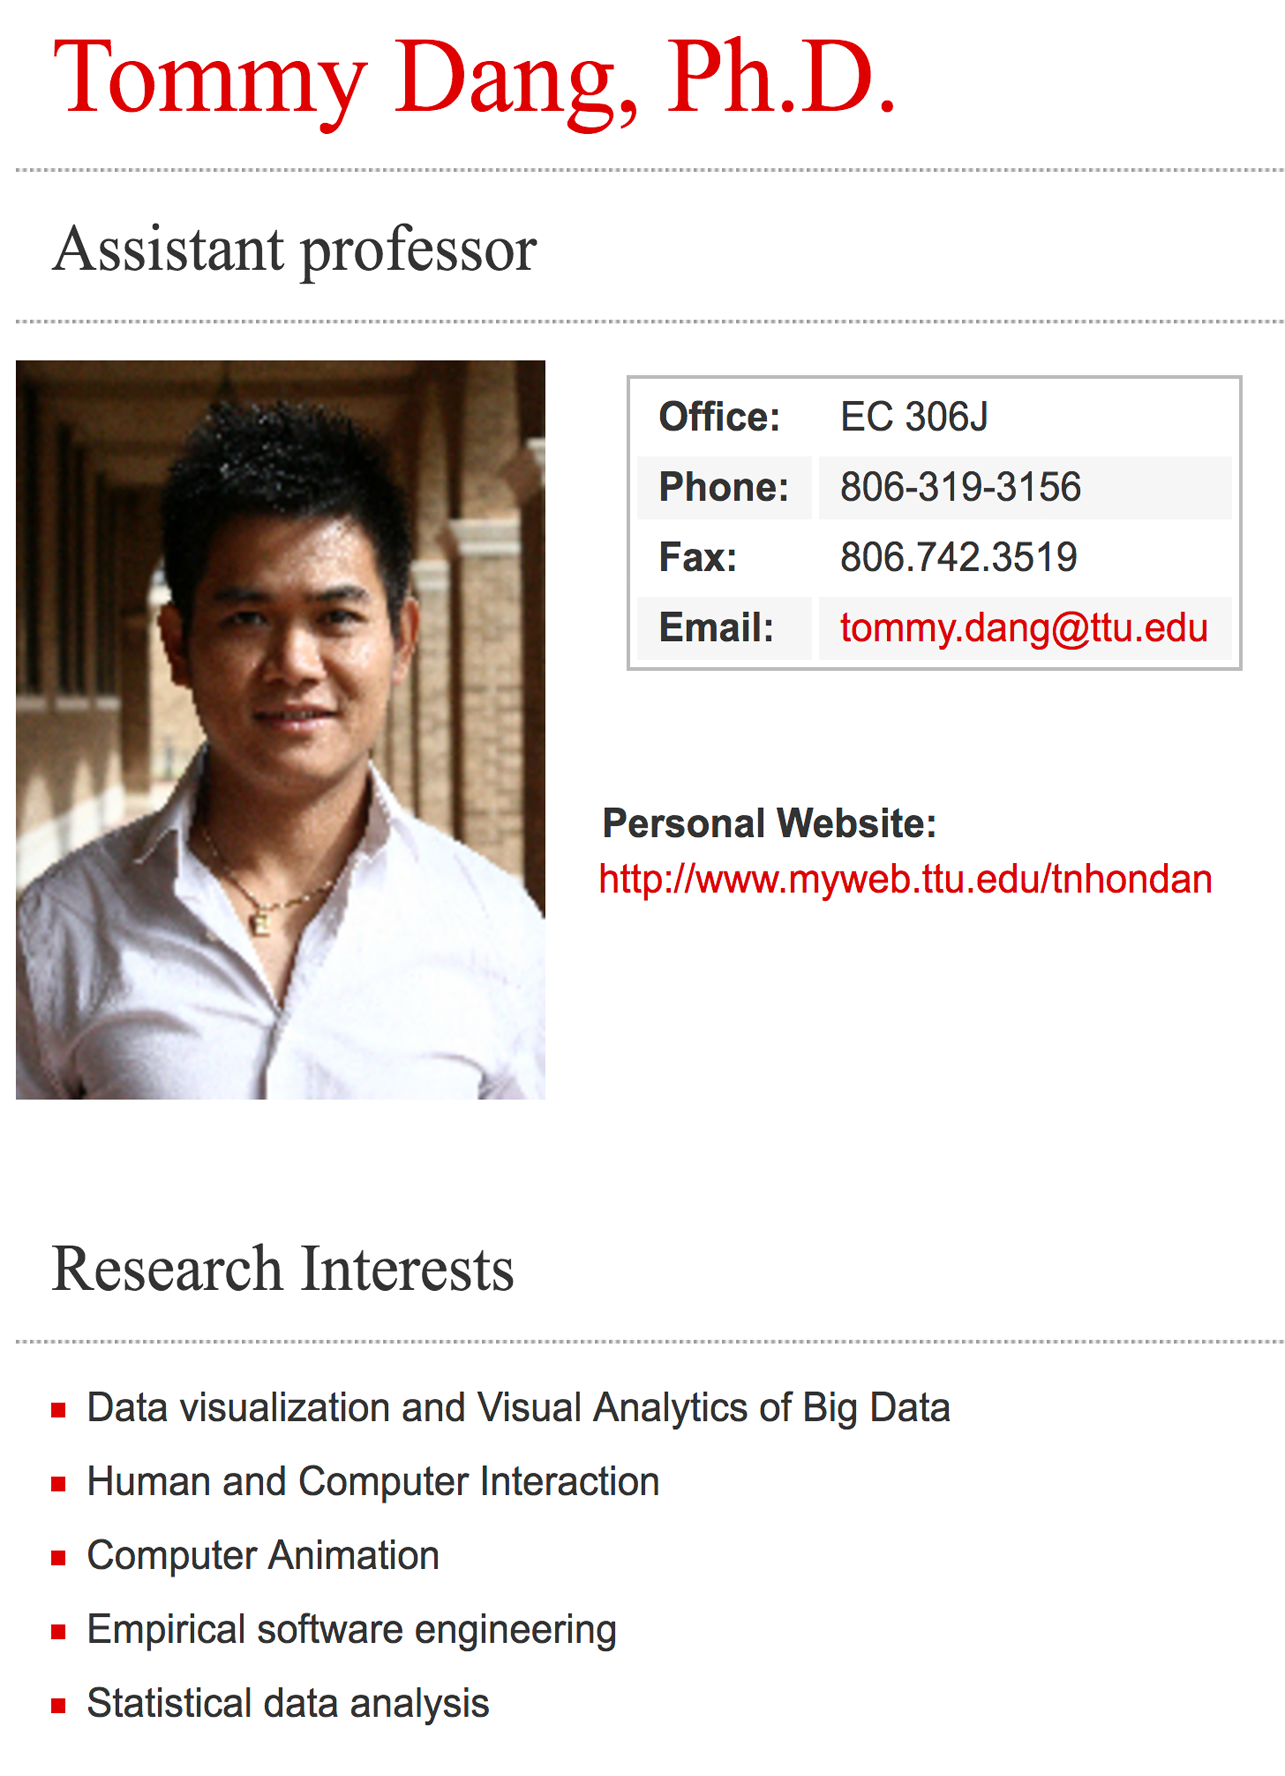 Tommy Dang, Ph.D.
Assistant professor
Office: EC 306J
Phone: 806-319-3156
Fax: 806.742.3519
Email: tommy.dang@ttu.edu
Personal Website:
http://www.myweb.ttu.edu/tnhondan
Research Interests
Data visualization and Visual Analytics of Big Data
Human and Computer Interaction
Computer Animation
Empirical software engineering
Statistical data analysis